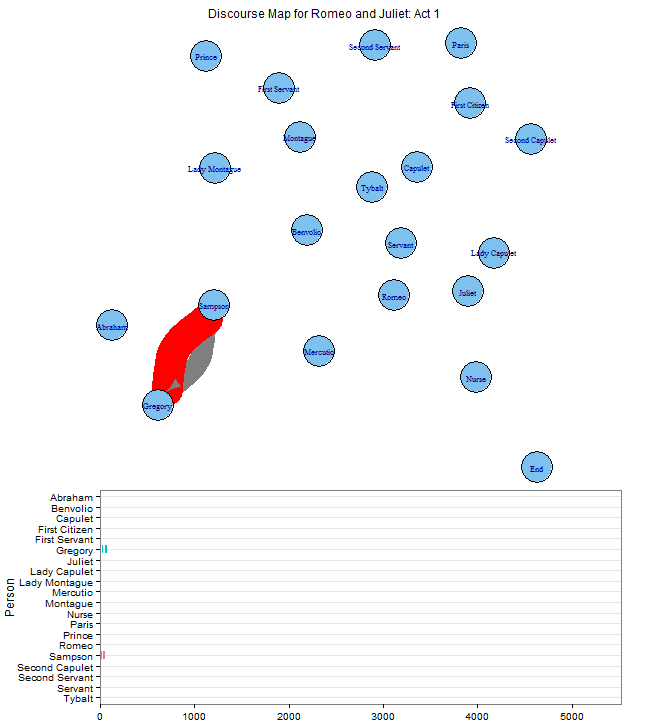 Discourse Map for Romeo and Juliet: Act 1
Second Servant
Paris
Prince
First Servant
First Citizen
Montague
Second Capulet
Lady Montague
Capulet
Tybalt
Benvolio
Servant
Lady Capulet
Juliet
Romeo
Sampson
Abraham
Mercutio
Nurse
Gregory
End
Person
Abraham
Benvolio
Capulet
First Citizen
First Servant
Gregory
Juliet
Lady Capulet
Lady Montague
Mercutio
Montague
Nurse
Paris
Prince
Romeo
Sampson
Second Capulet
Second Servant
Servant
Tybalt
0 1000 2000 3000 4000 5000